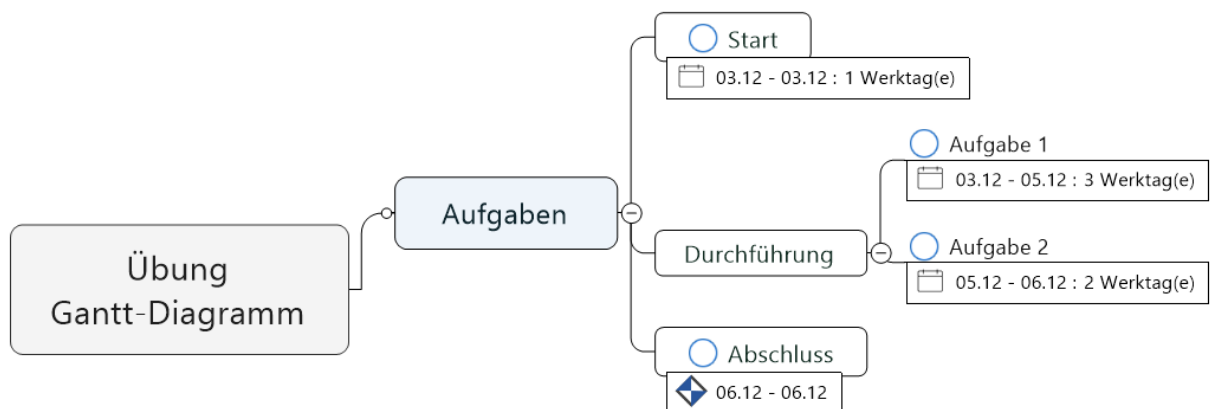 Übung
Gantt-Diagramm
Aufgaben
Start
03.12 - 03.12 : 1 Werktag(e)
Durchführung
Aufgabe 1
03.12 - 05.12 : 3 Werktag(e)
Aufgabe 2
05.12 - 06.12 : 2 Werktag(e)
Abschluss
06.12 - 06.12